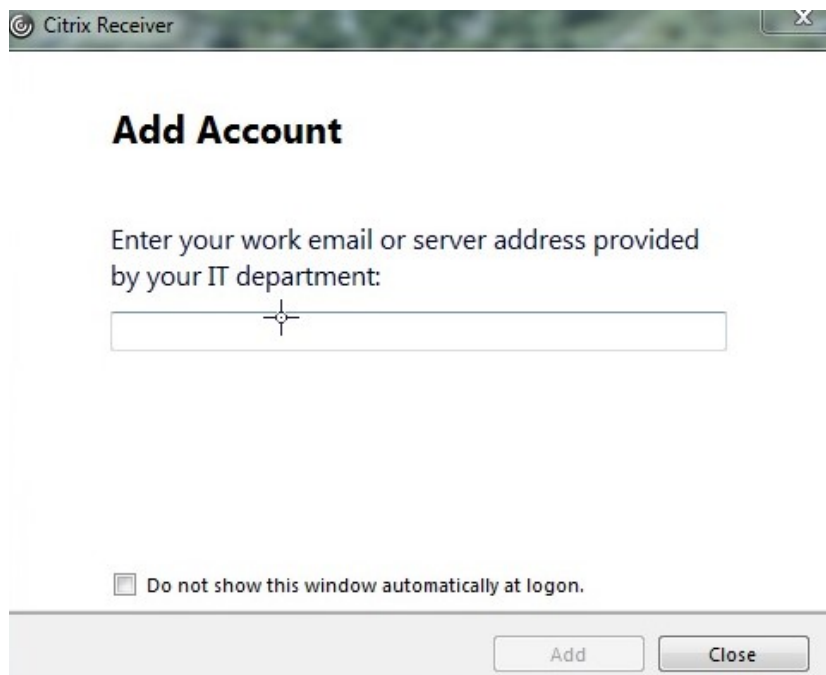 Citrix Receiver
X
Add Account
Enter your work email or server address provided
by your IT department:
Do not show this window automatically at logon.
Add
Close